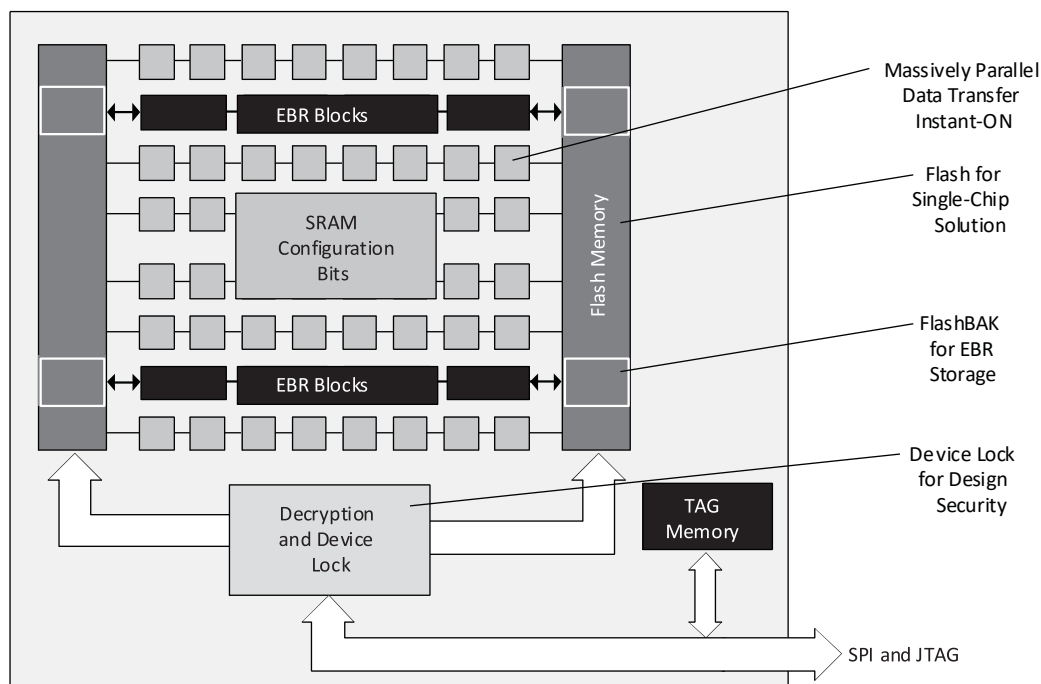 EBR Blocks
SRAM
Configuration
Bits
EBR Blocks
Flash Memory
Decryption
and Device
Lock
TAG
Memory
SPI and JTAG
Massively Parallel
Data Transfer
Instant-ON
Flash for
Single-Chip
Solution
FlashBAK
for EBR
Storage
Device Lock
for Design
Security